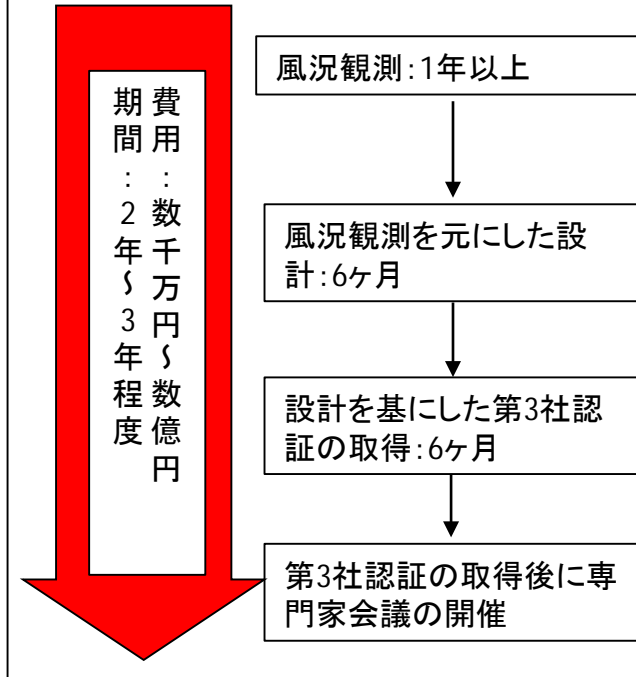 費用：数千万円～数億円
期間：2年～3年程度
風況観測：1年以上
風況観測を元にした設
計：6ヶ月
設計を基にした第3社認
証の取得：6ヶ月
第3社認証の取得後に専
門家会議の開催